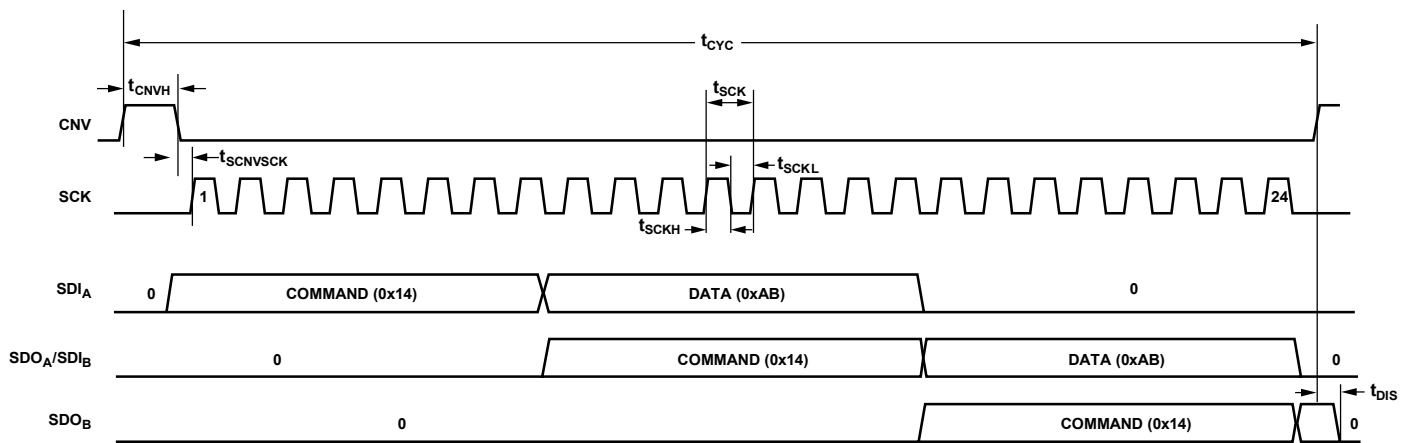 tCYC
tCNVH
tSCK
CNV
tSCNVSCK
tSCKL
SCK
1
24
tSCKH
SDIA
0
COMMAND (0x14)
DATA (0xAB)
0
SDOA/SDIB
0
COMMAND (0x14)
DATA (0xAB)
0
tDIS
SDOB
0
COMMAND (0x14)
0